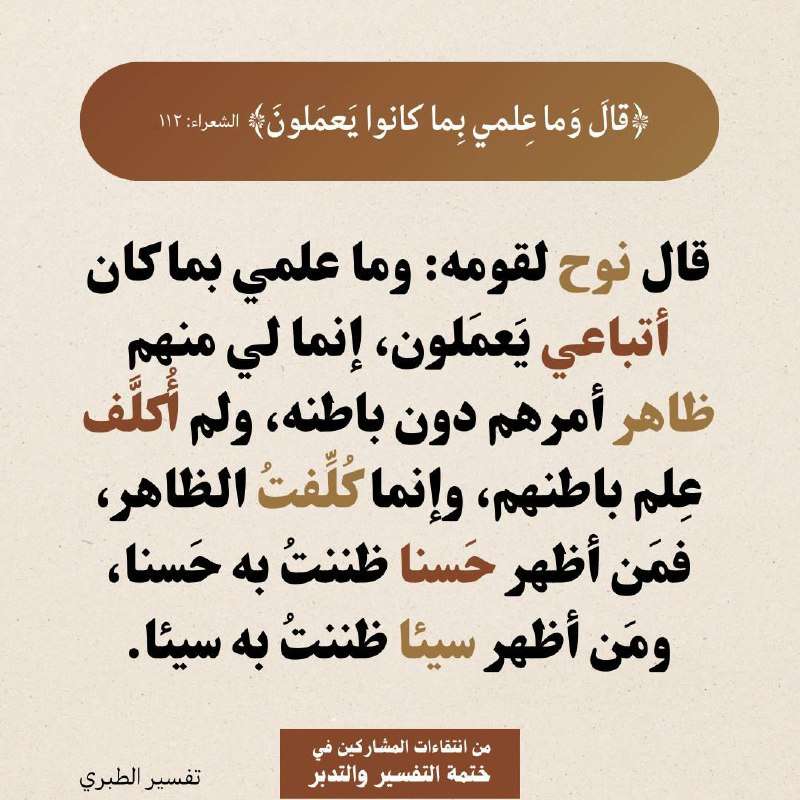 ﴿قالَ وَما عِلمي بِما كانوا يَعمَلونَ﴾ الشعراء: ١١٢
قال نوح لقومه: وما علمي بما كان
أتباعي يَعمَلون، إنما لي منهم
ظاهر أمرهم دون باطنه، ولم أُكلَّف
عِلم باطنهم، وإنما كُلِّفتُ الظاهر،
فمَن أظهر حَسنا ظننتُ به حَسنا،
ومَن أظهر سيئا ظننتُ به سيئا.
من انتقاءات المشاركين في
ختمة التفسير والتدبر
تفسير الطبري